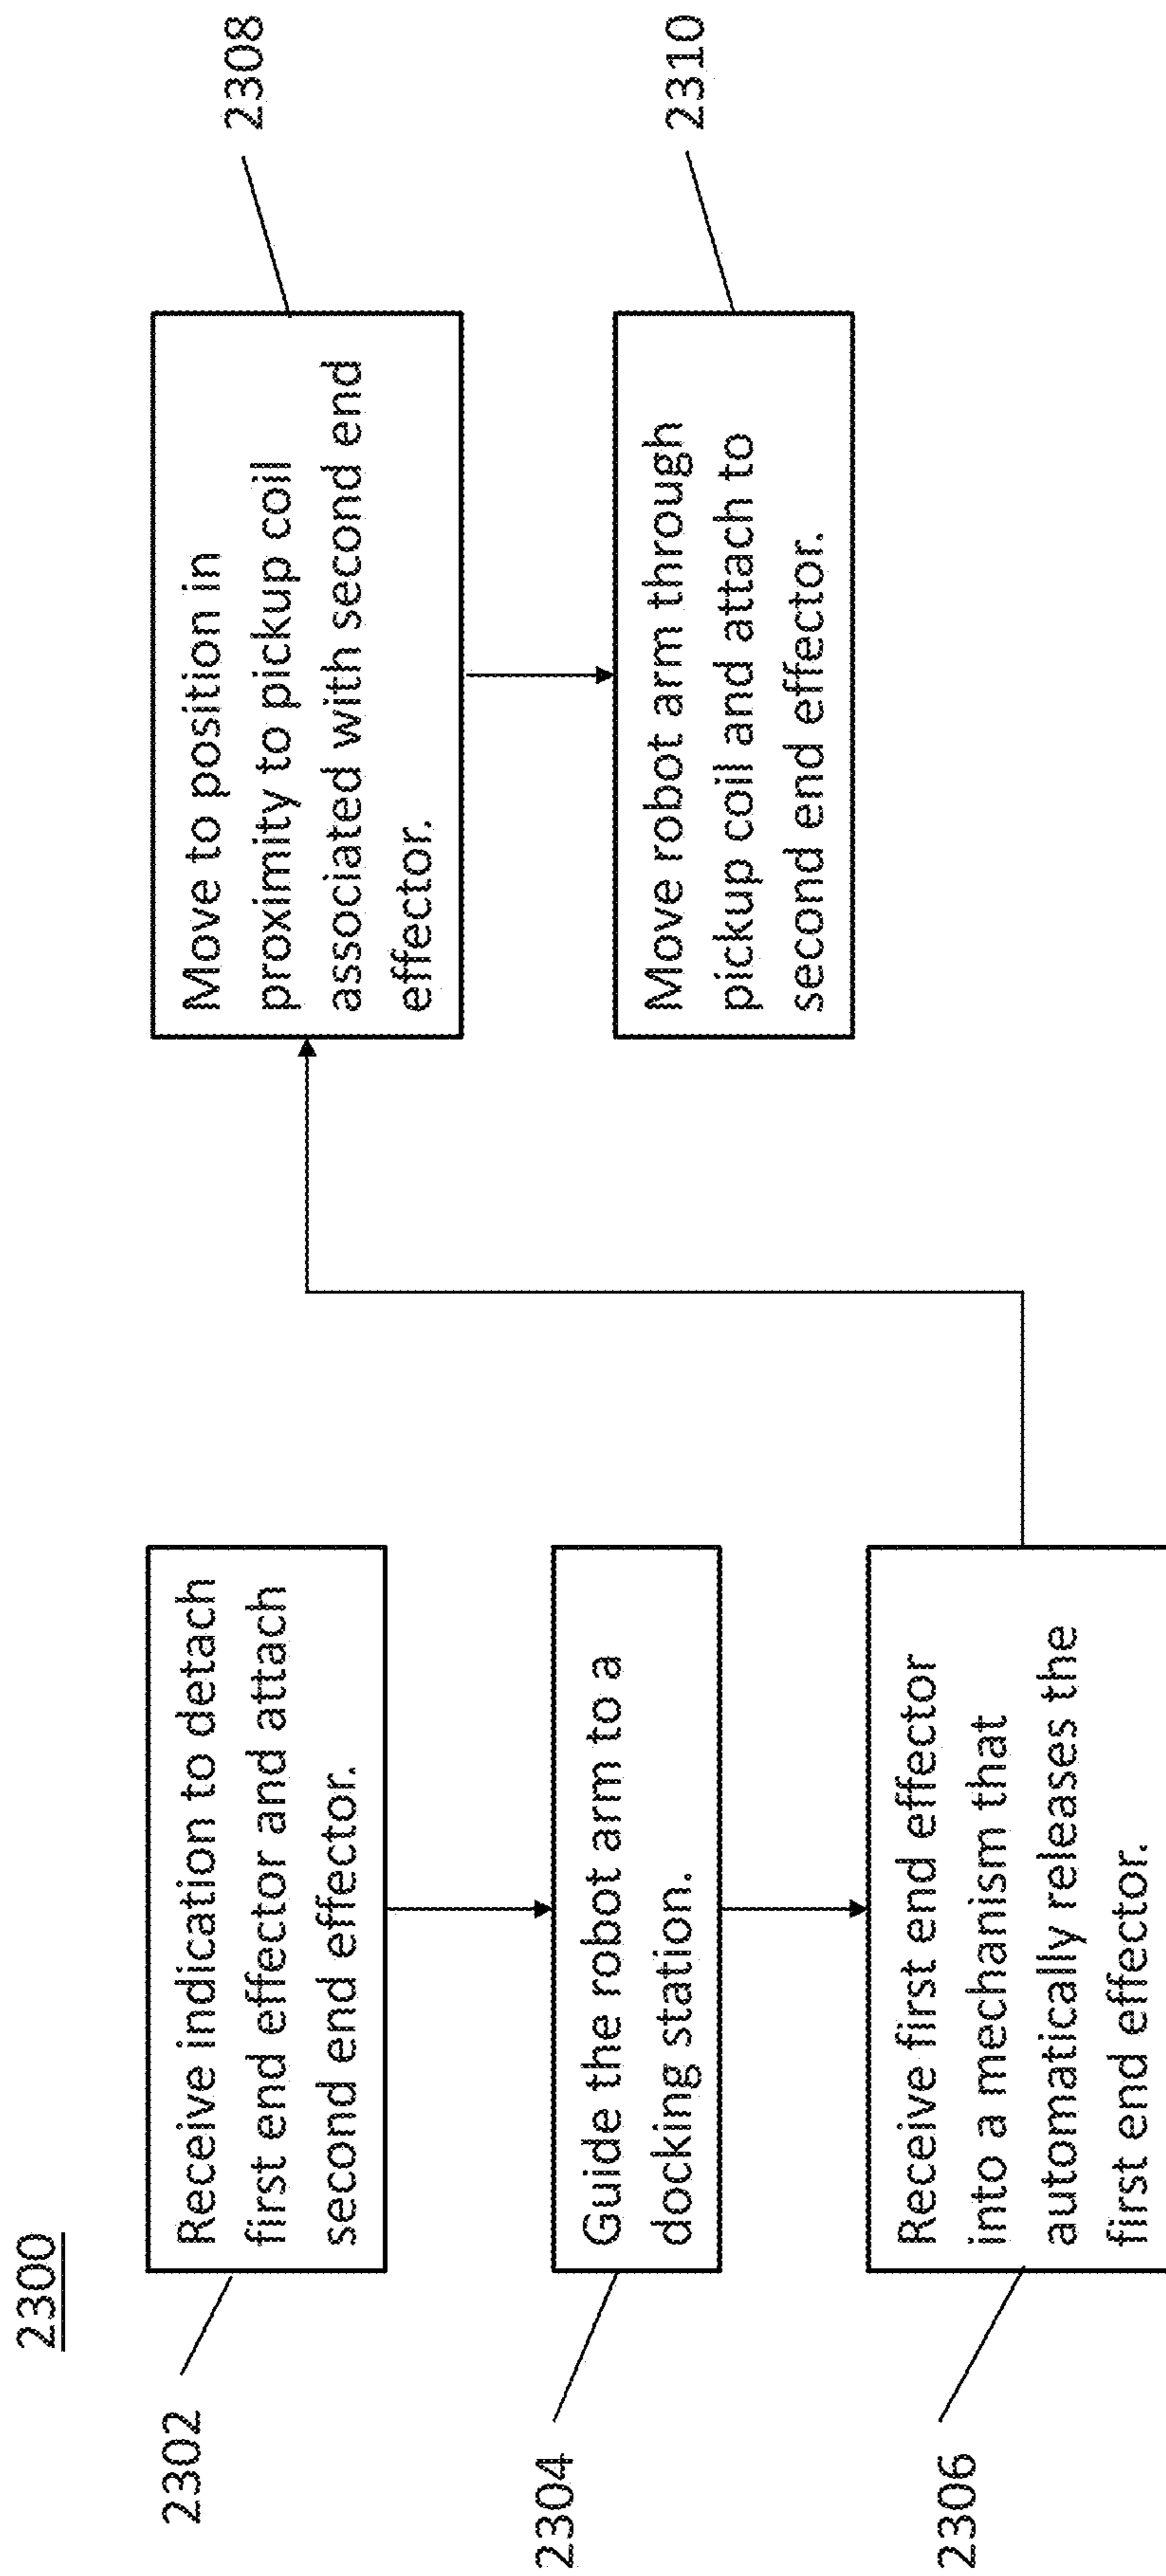 2300
2302
Receive indication to detach
first end effector and attach
second end effector.
2304
Guide the robot arm to a
docking station.
2306
Receive first end effector
into a mechanism that
automatically releases the
first end effector.
2308
Move to position in
proximity to pickup coil
associated with second end
effector.
2310
Move robot arm through
pickup coil and attach to
second end effector.